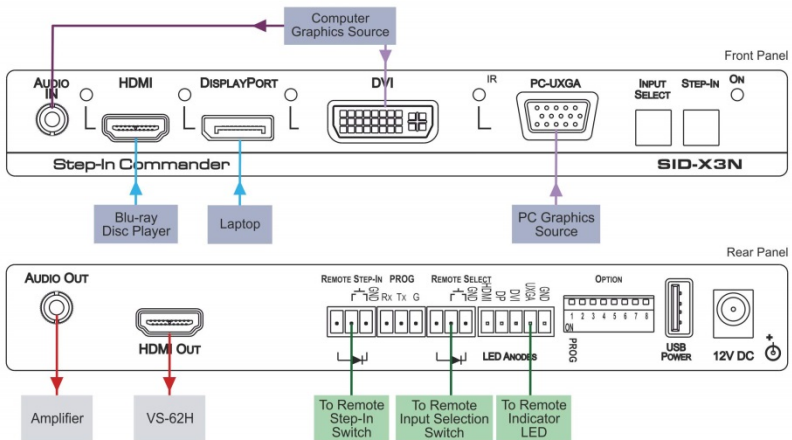 Computer
Graphics Source
Front Panel
AUDIO
IN
HDMI
DISPLAYPORT
DVI
IR
PC-UXGA
INPUT
SELECT
STEP-IN
ON
Step-In Commander
SID-X3N
Blu-ray
Disc Player
Laptop
PC Graphics
Source
Rear Panel
AUDIO OUT
HDMI OUT
REMOTE STEP-IN
GND
PROG
Rx Tx G
REMOTE SELECT
GND
HDMI
DP
DVI
UXGA
GND
LED ANODES
OPTION
1 2 3 4 5 6 7 8
ON
PROG
USB
POWER
12V DC
+
Amplifier
VS-62H
To Remote
Step-In
Switch
To Remote
Input Selection
Switch
To Remote
Indicator
LED